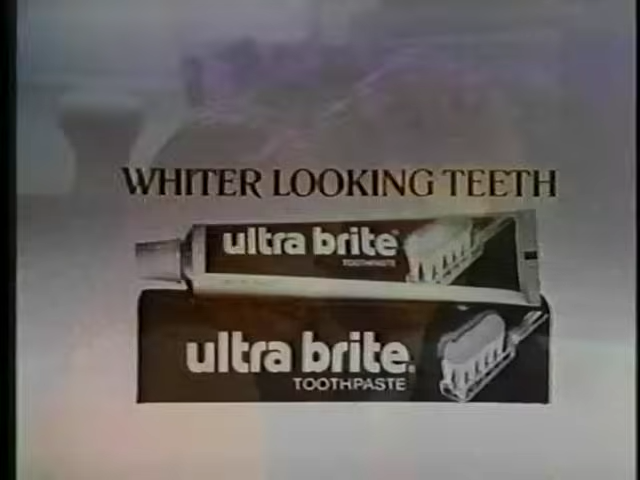 WHITER LOOKING TEETH
ultra brite
TOOTHPASTE
ultra brite.
TOOTHPASTE